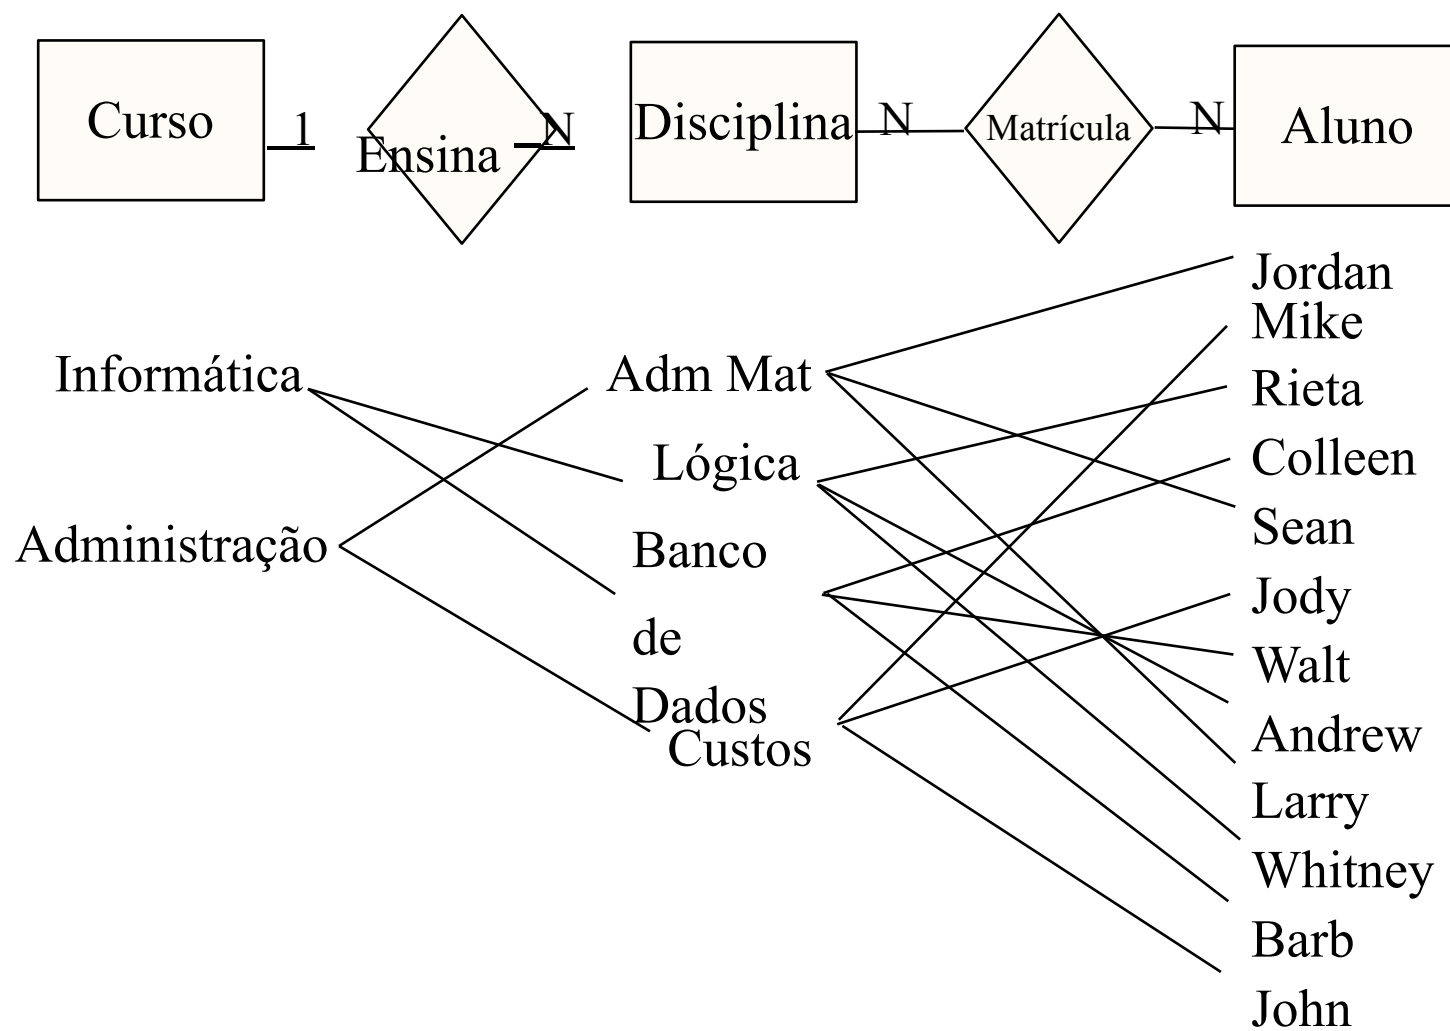 Curso 1 Ensina N Disciplina N Matrícula N Aluno
Jordan
Mike
Informática Adm Mat Rieta
Lógica Colleen
Administração Banco Sean
de Jody
Walt
Dados
Custos Andrew
Larry
Whitney
Barb
John